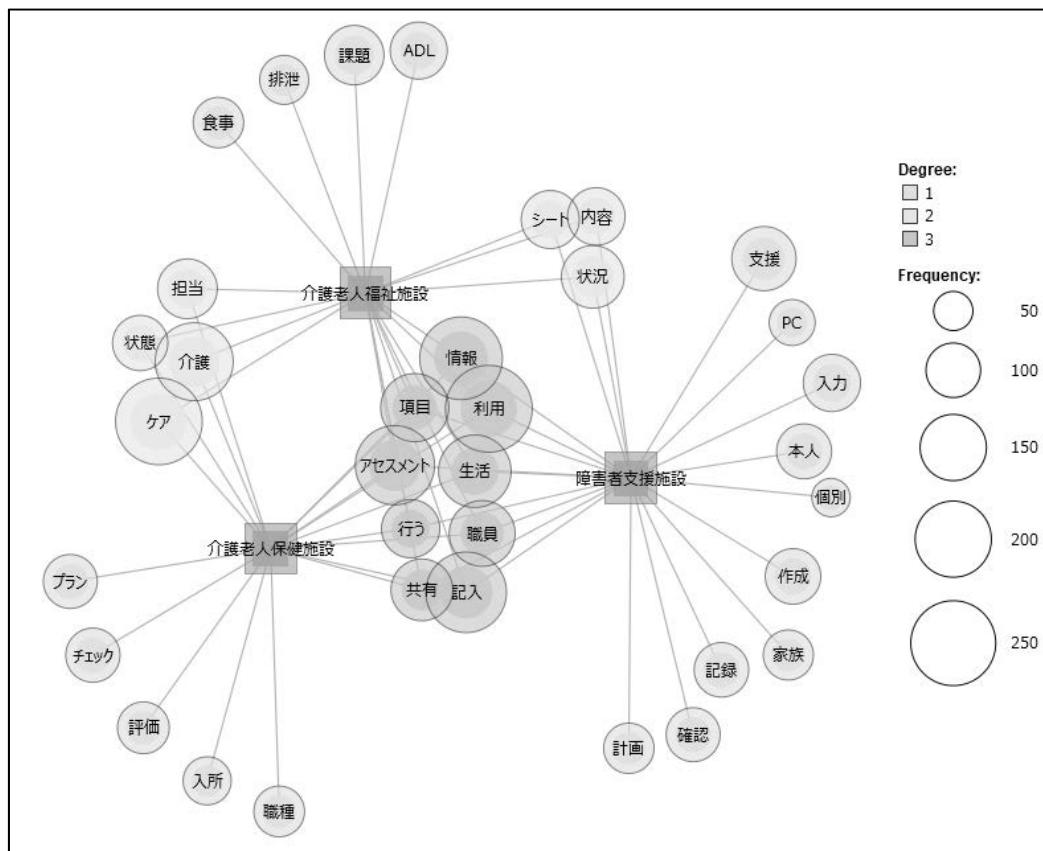 課題
ADL
排泄
食事
シート
内容
状況
支援
担当
介護老人福祉施設
状態
介護
情報
PC
ケア
項目
利用
入力
アセスメント
生活
本人
障害者支援施設
個別
行う
職員
介護老人保健施設
プラン
共有
記入
作成
チェック
記録
家族
評価
確認
計画
入所
職種
Degree:
1
2
3
Frequency:
50
100
150
200
250